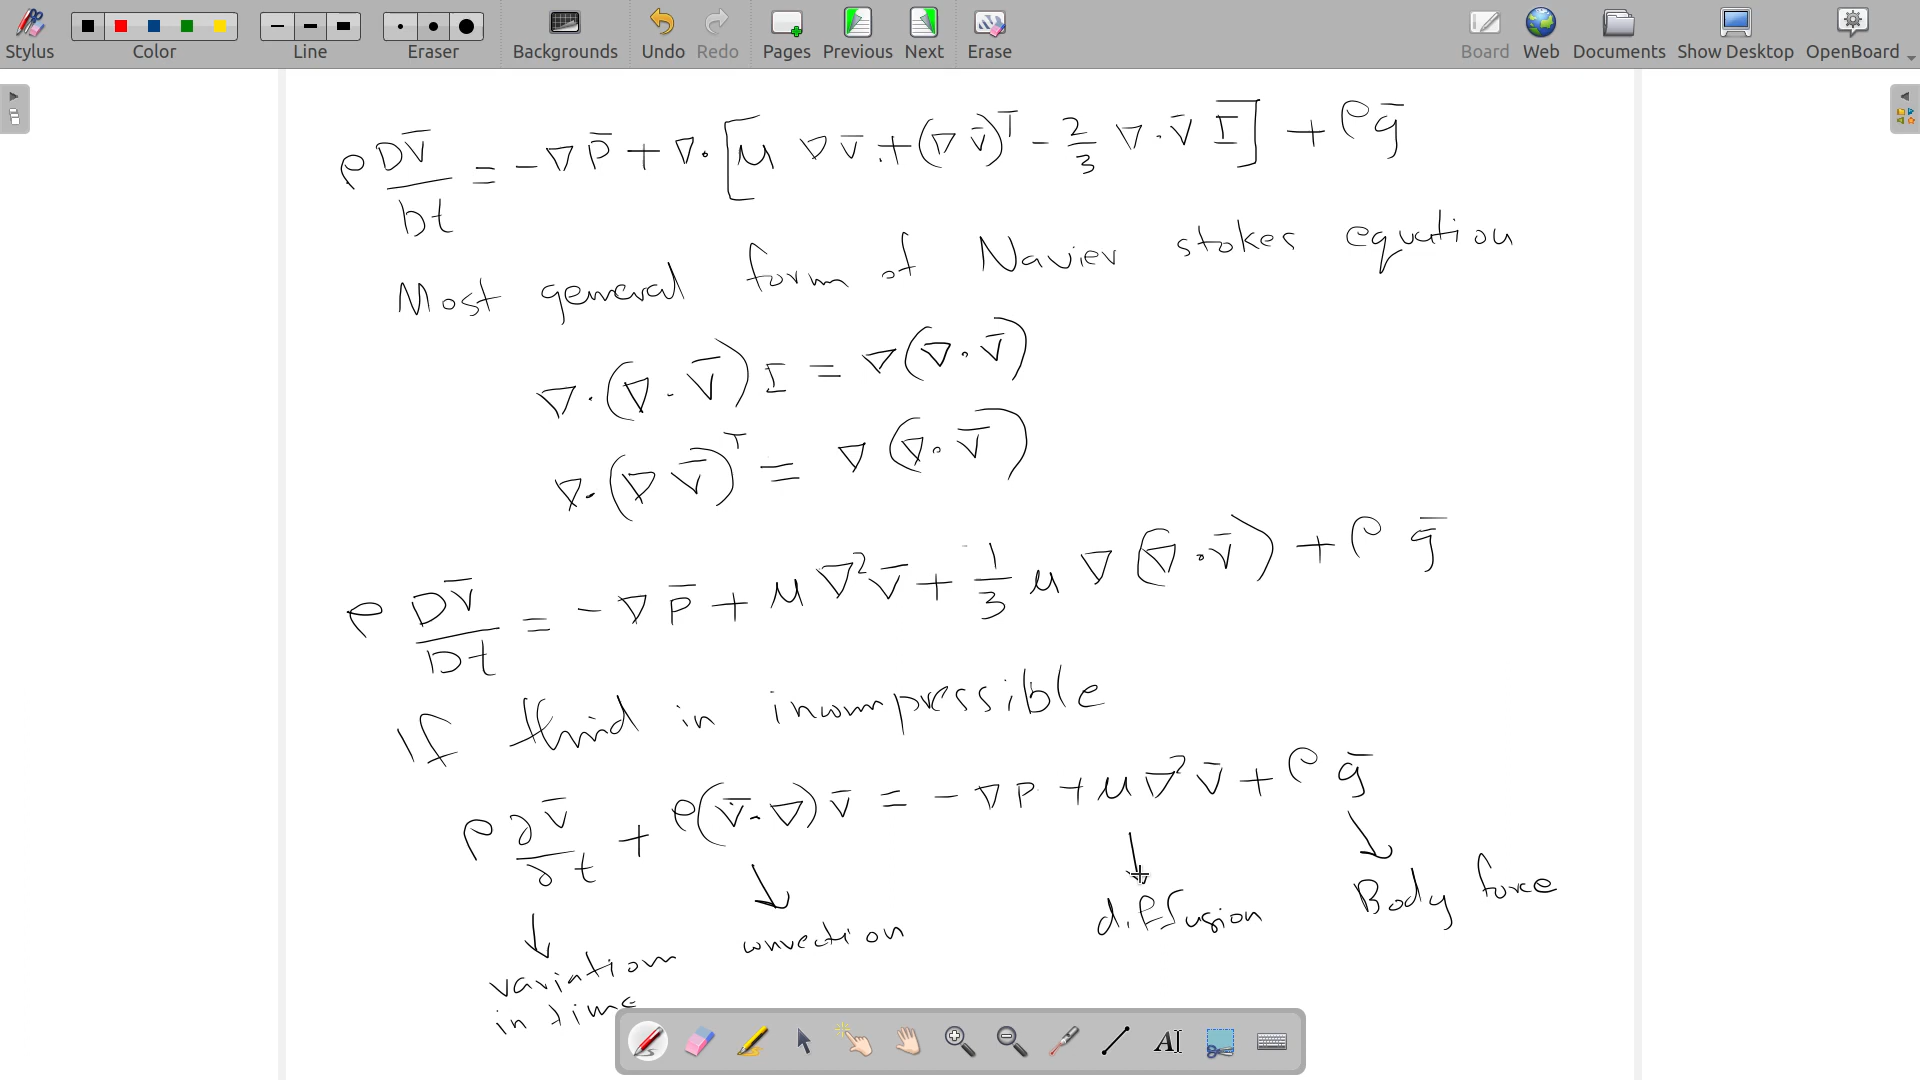 Stylus Color Line Eraser Backgrounds Undo Redo Pages Previous Next Erase Board Web Documents Show Desktop OpenBoard
ρ Dv̄/Dt = -∇P̄ + ∇·[μ ∇v̄ + (∇v̄)ᵀ - 2/3 ∇·v̄ I] + ρḡ
Most general form of Navier stokes equation
∇·(∇·v̄)I = ∇(∇·v̄)
∇·(∇v̄)ᵀ = ∇(∇·v̄)
ρ Dv̄/Dt = -∇P̄ + μ∇²v̄ + 1/3 μ ∇(∇·v̄) + ρ ḡ
If fluid in incompressible
ρ ∂v̄/∂t + ρ(v̄·∇)v̄ = -∇P + μ∇²v̄ + ρ ḡ
variation in time
convection
diffusion
Body force